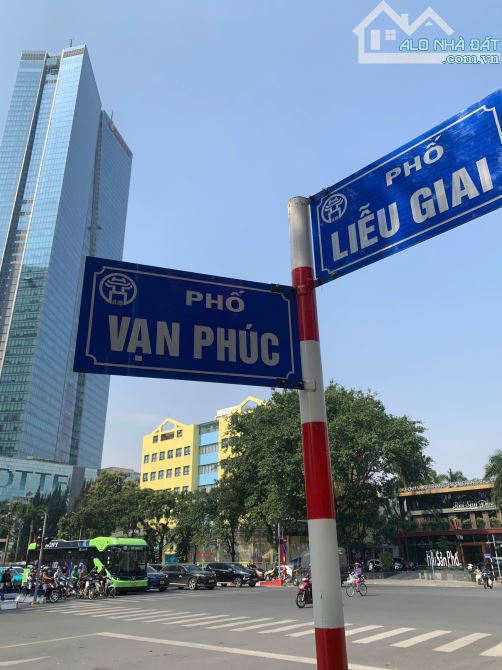 ALO NHÀ ĐẤT
.com.vn
PHỐ
LIỄU GIAI
PHỐ
VẠN PHÚC